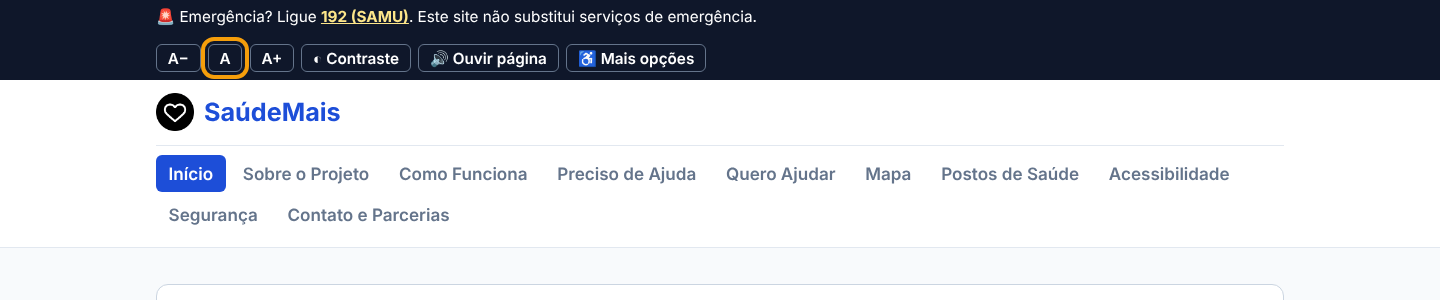 🚨 Emergência? Ligue 192 (SAMU). Este site não substitui serviços de emergência.
A− A A+ Contraste 🔊 Ouvir página ♿ Mais opções
SaúdeMais
Início Sobre o Projeto Como Funciona Preciso de Ajuda Quero Ajudar Mapa Postos de Saúde Acessibilidade
Segurança Contato e Parcerias